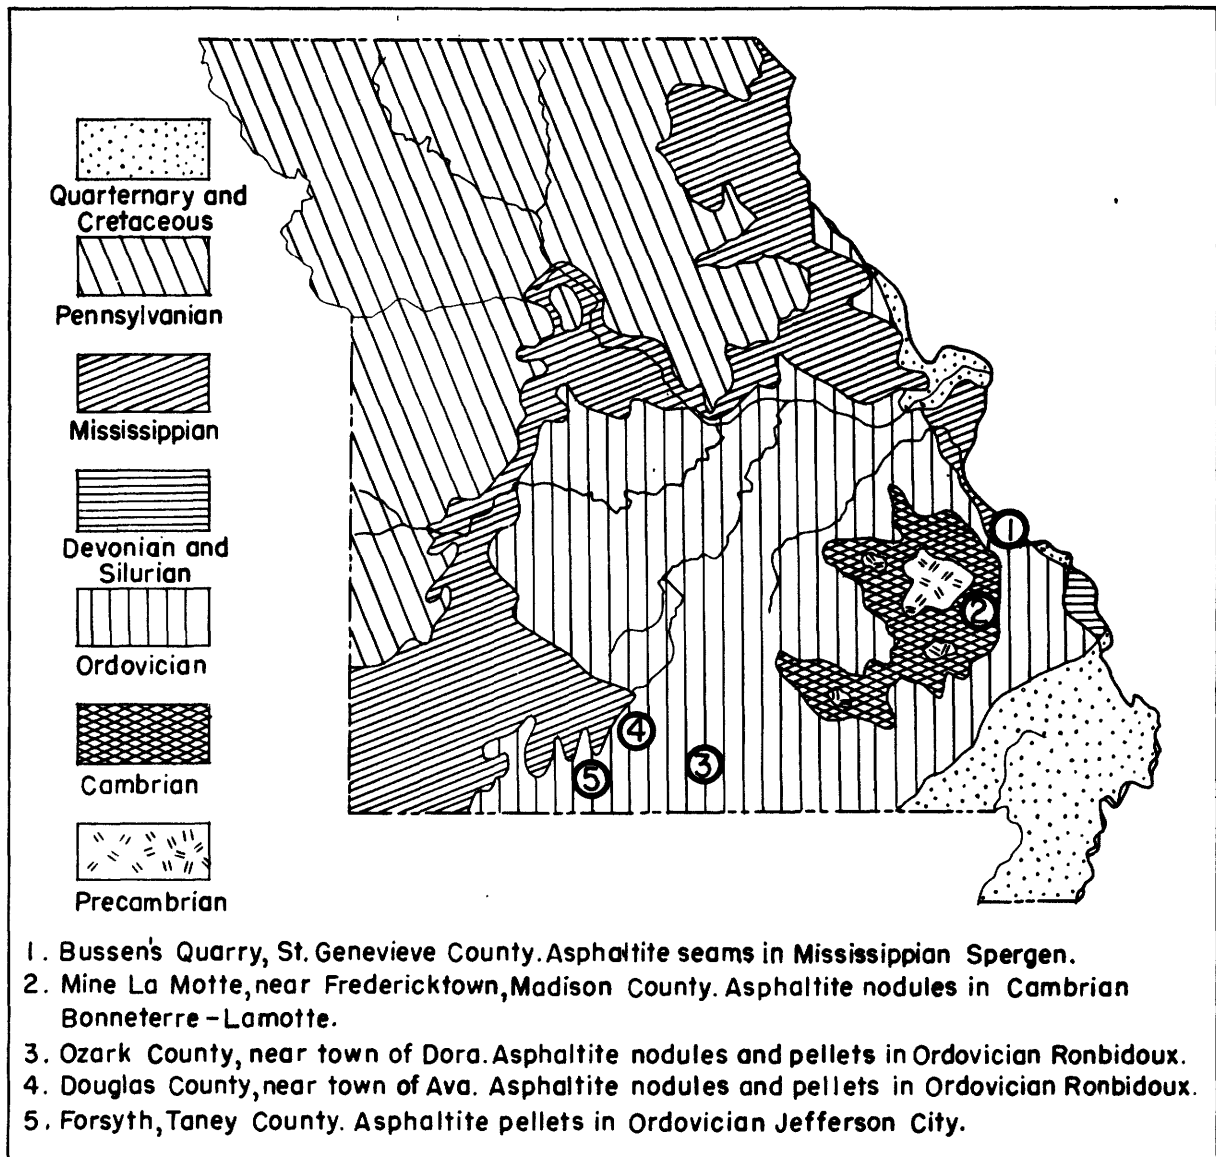 Quarternary and
Cretaceous
Pennsylvanian
Mississippian
Devonian and
Silurian
Ordovician
Cambrian
Precambrian
1
2
4
3
5
1. Bussen's Quarry, St. Genevieve County. Asphaltite seams in Mississippian Spergen.
2. Mine La Motte, near Fredericktown, Madison County. Asphaltite nodules in Cambrian
Bonneterre-Lamotte.
3. Ozark County, near town of Dora. Asphaltite nodules and pellets in Ordovician Ronbidoux.
4. Douglas County, near town of Ava. Asphaltite nodules and pellets in Ordovician Ronbidoux.
5. Forsyth, Taney County. Asphaltite pellets in Ordovician Jefferson City.